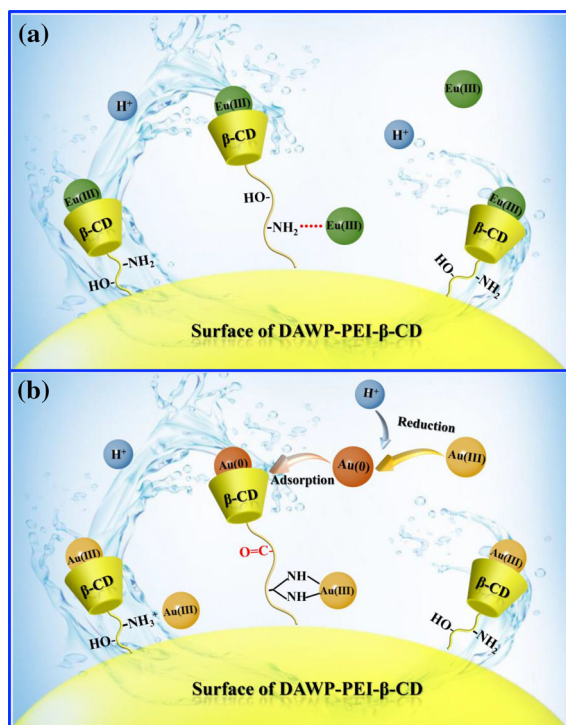 (a)
Eu(III)
Eu(III)
H⁺
H⁺
β-CD
Eu(III)
Eu(III)
HO-
β-CD
β-CD
-NH₂
Eu(III)
-NH₂
HO-
HO-
-NH₂
Surface of DAWP-PEI-β-CD
(b)
H⁺
Reduction
H⁺
Au(0)
Au(0)
Au(III)
Adsorption
β-CD
Au(III)
Au(III)
O=C-
β-CD
β-CD
NH
Au(III)
NH
-NH₃⁺
Au(III)
HO-
HO-
-NH₂
Surface of DAWP-PEI-β-CD